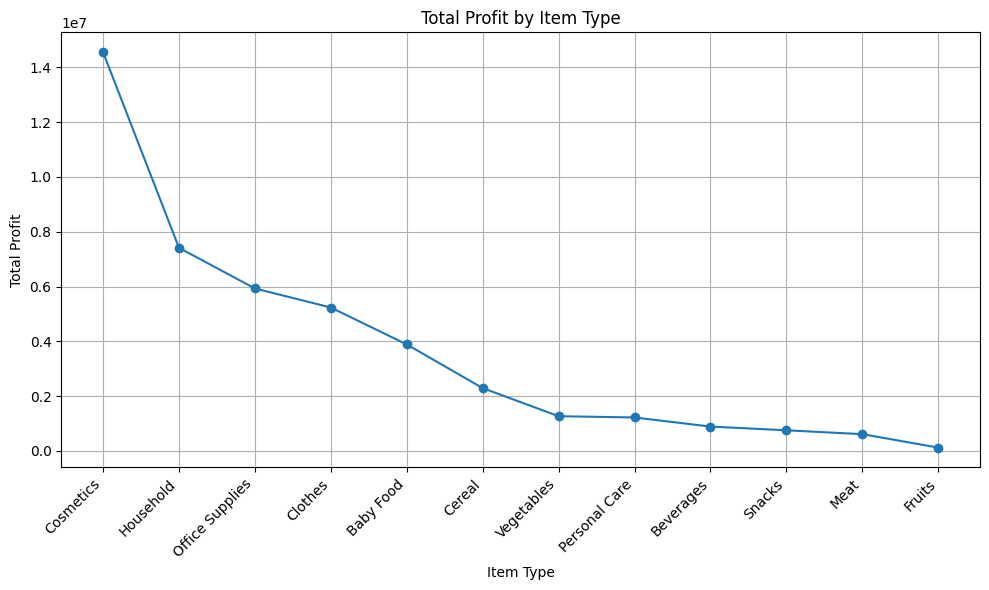 Total Profit by Item Type
1e7
1.4
1.2
1.0
0.8
0.6
0.4
0.2
0.0
Total Profit
Cosmetics
Household
Office Supplies
Clothes
Baby Food
Cereal
Vegetables
Personal Care
Beverages
Snacks
Meat
Fruits
Item Type